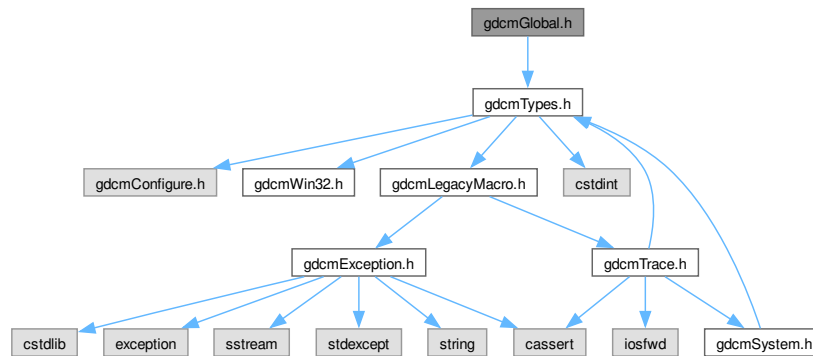 gdcmGlobal.h
gdcmTypes.h
gdcmConfigure.h
gdcmWin32.h
gdcmLegacyMacro.h
cstdint
gdcmException.h
gdcmTrace.h
cstdlib
exception
sstream
stdexcept
string
cassert
iosfwd
gdcmSystem.h